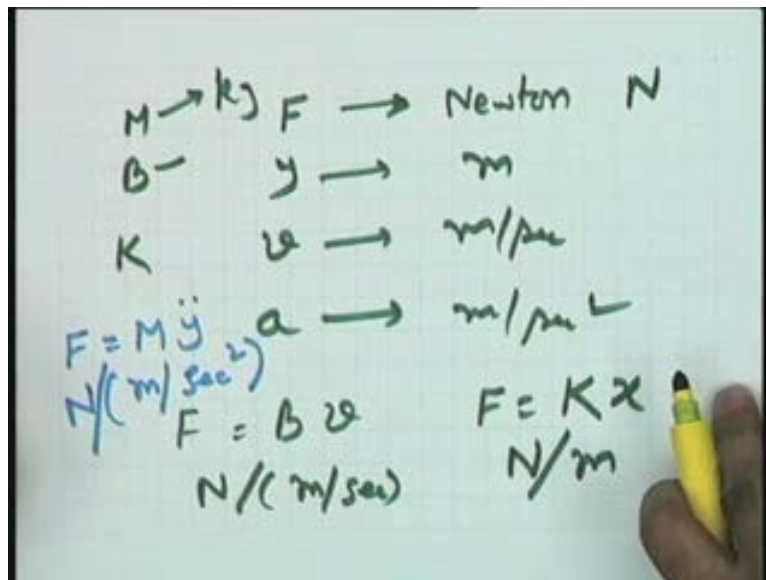 M → kg F → Newton N
B – y → m
K v → m/sec
a → m/sec²
F = M ÿ
N/(m/sec²)
F = B v
N/(m/sec)
F = K x
N/m